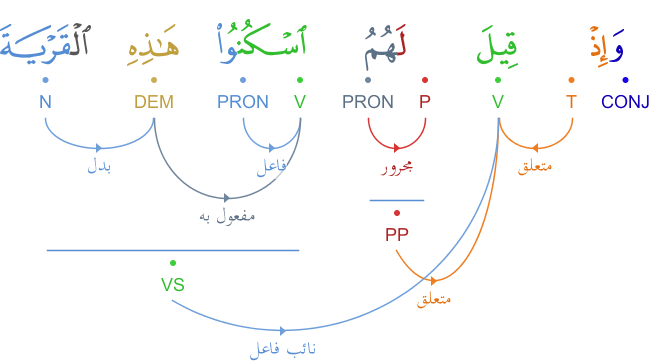 وَإِذْ قِيلَ لَهُمُ ٱسْكُنُوا۟ هَـٰذِهِ ٱلْقَرْيَةَ
CONJ T V P PRON V PRON DEM N
متعلق مجرور فاعل بدل
مفعول به
PP
VS
متعلق
نائب فاعل